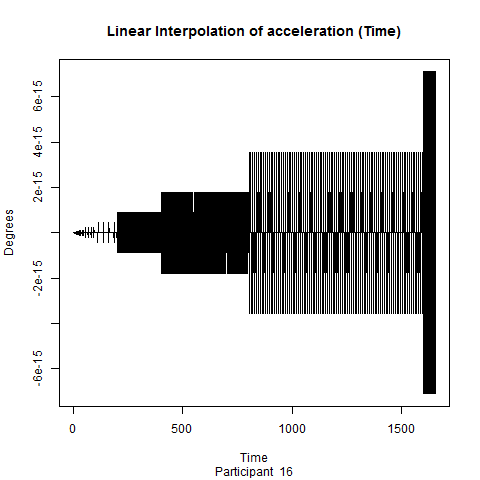 Linear Interpolation of acceleration (Time)
6e-15
4e-15
2e-15
-2e-15
-6e-15
Degrees
0 500 1000 1500
Time
Participant 16